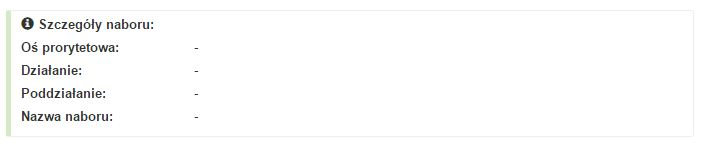 Szczegóły naboru:
Oś prorytetowa: -
Działanie: -
Poddziałanie: -
Nazwa naboru: -